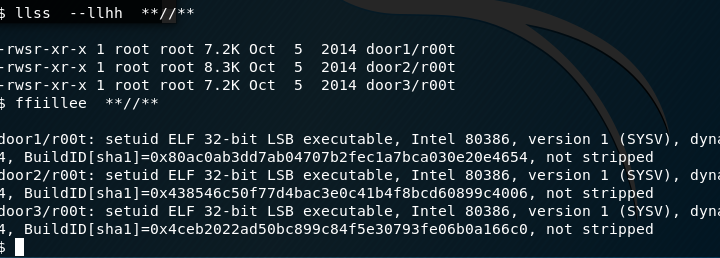 $ llss  --llhh  **//**
-rwsr-xr-x 1 root root 7.2K Oct  5  2014 door1/r00t
-rwsr-xr-x 1 root root 8.3K Oct  5  2014 door2/r00t
-rwsr-xr-x 1 root root 7.2K Oct  5  2014 door3/r00t
$ ffiillee  **//**
door1/r00t: setuid ELF 32-bit LSB executable, Intel 80386, version 1 (SYSV), dyna
4, BuildID[sha1]=0x80ac0ab3dd7ab04707b2fec1a7bca030e20e4654, not stripped
door2/r00t: setuid ELF 32-bit LSB executable, Intel 80386, version 1 (SYSV), dyna
4, BuildID[sha1]=0x438546c50f77d4bac3e0c41b4f8bcd60899c4006, not stripped
door3/r00t: setuid ELF 32-bit LSB executable, Intel 80386, version 1 (SYSV), dyna
4, BuildID[sha1]=0x4ceb2022ad50bc899c84f5e30793fe06b0a166c0, not stripped
$